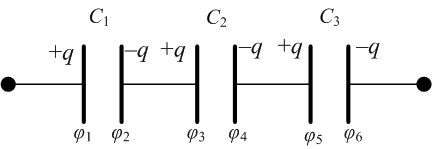 C₁ C₂ C₃
+q –q +q –q +q –q
φ₁ φ₂ φ₃ φ₄ φ₅ φ₆